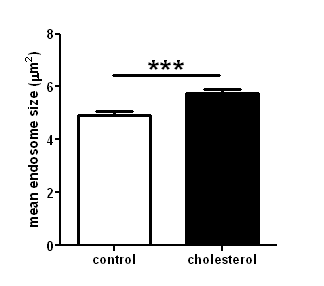 mean endosome size (μm²)
8
6
4
2
0
***
control
cholesterol